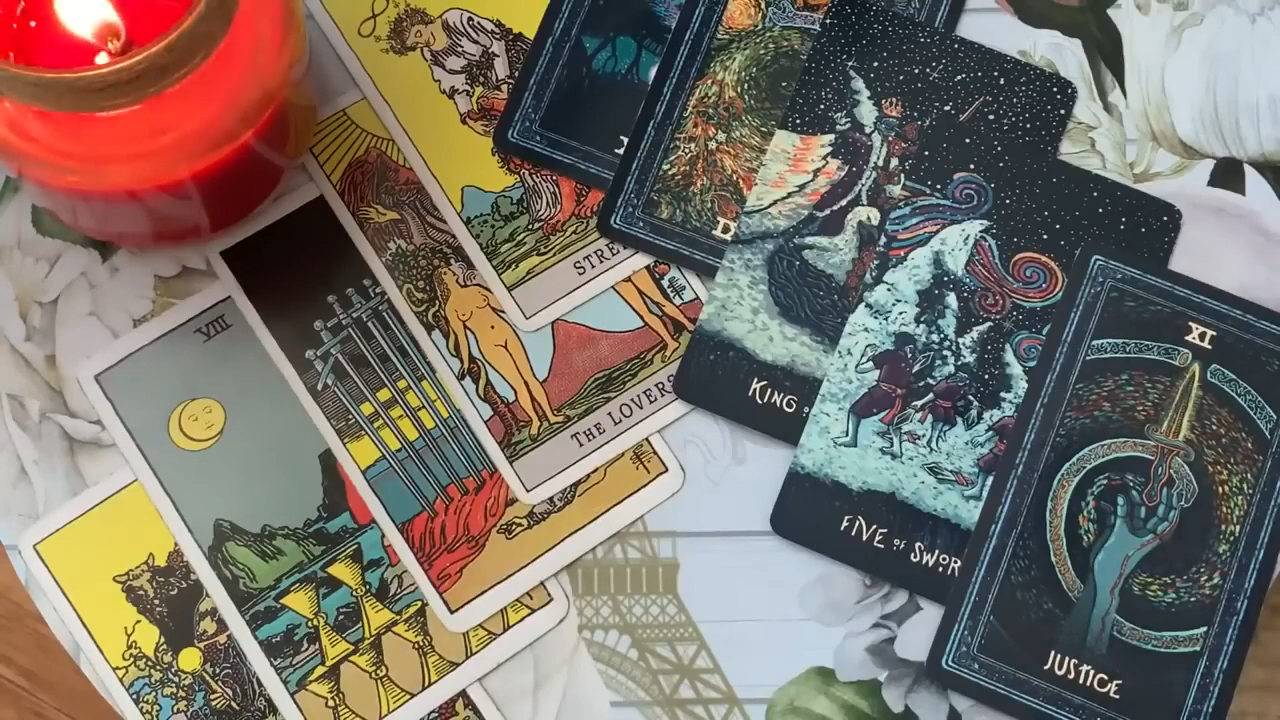 STRE
THE LOVERS
VIII
D
KING
FIVE OF SWOR
XI
JUSTICE